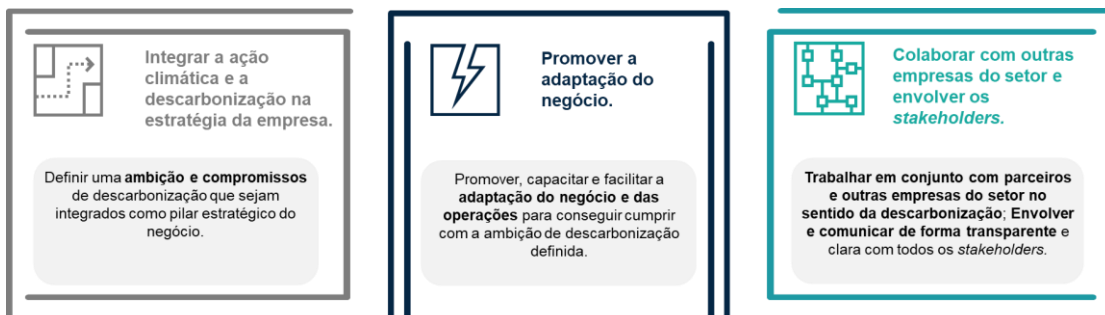 Integrar a ação
climática e a
descarbonização na
estratégia da empresa.
Definir uma ambição e compromissos
de descarbonização que sejam
integrados como pilar estratégico do
negócio.
Promover a
adaptação do
negócio.
Promover, capacitar e facilitar a
adaptação do negócio e das
operações para conseguir cumprir
com a ambição de descarbonização
definida.
Colaborar com outras
empresas do setor e
envolver os
stakeholders.
Trabalhar em conjunto com parceiros
e outras empresas do setor no
sentido da descarbonização; Envolver
e comunicar de forma transparente e
clara com todos os stakeholders.